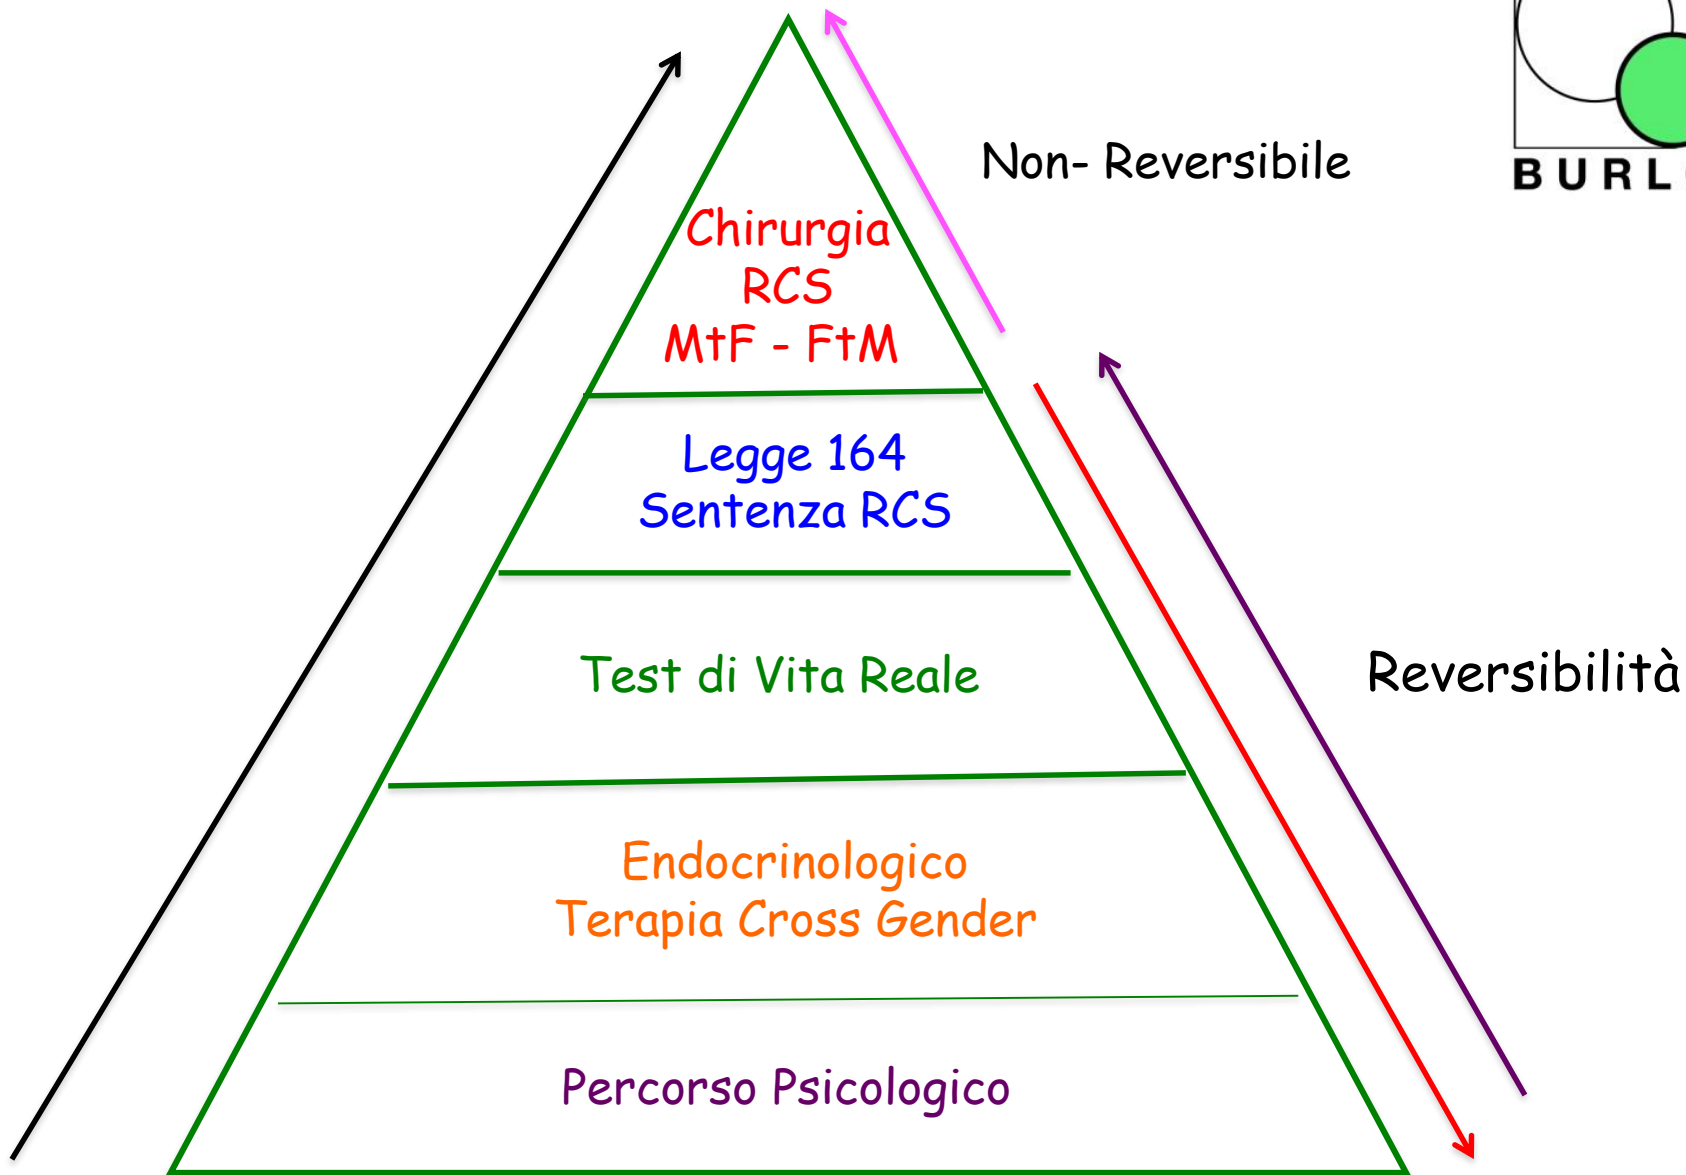 Non- Reversibile
BURL
Chirurgia
RCS
MtF - FtM
Legge 164
Sentenza RCS
Test di Vita Reale
Reversibilità
Endocrinologico
Terapia Cross Gender
Percorso Psicologico